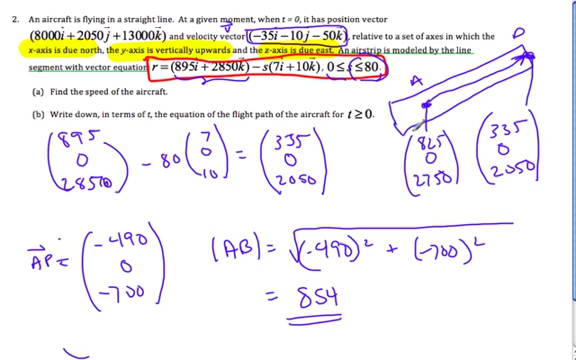 2. An aircraft is flying in a straight line. At a given moment, when t = 0, it has position vector
(8000i + 2050j + 13000k) and velocity vector (−35i − 10j − 50k), relative to a set of axes in which the
x-axis is due north, the y-axis is vertically upwards and the z-axis is due east. An airstrip is modeled by the line
segment with vector equation r = (895i + 2850k) − s(7i + 10k), 0 ≤ s ≤ 80.
(a) Find the speed of the aircraft.
(b) Write down, in terms of t, the equation of the flight path of the aircraft for t ≥ 0.
A
(895 0 2850) − 80 (7 0 10) = (335 0 2050)
(825 0 2750) (335 0 2050)
AP = (−490 0 −700)
|AB| = √(−490)² + (−700)²
= 854